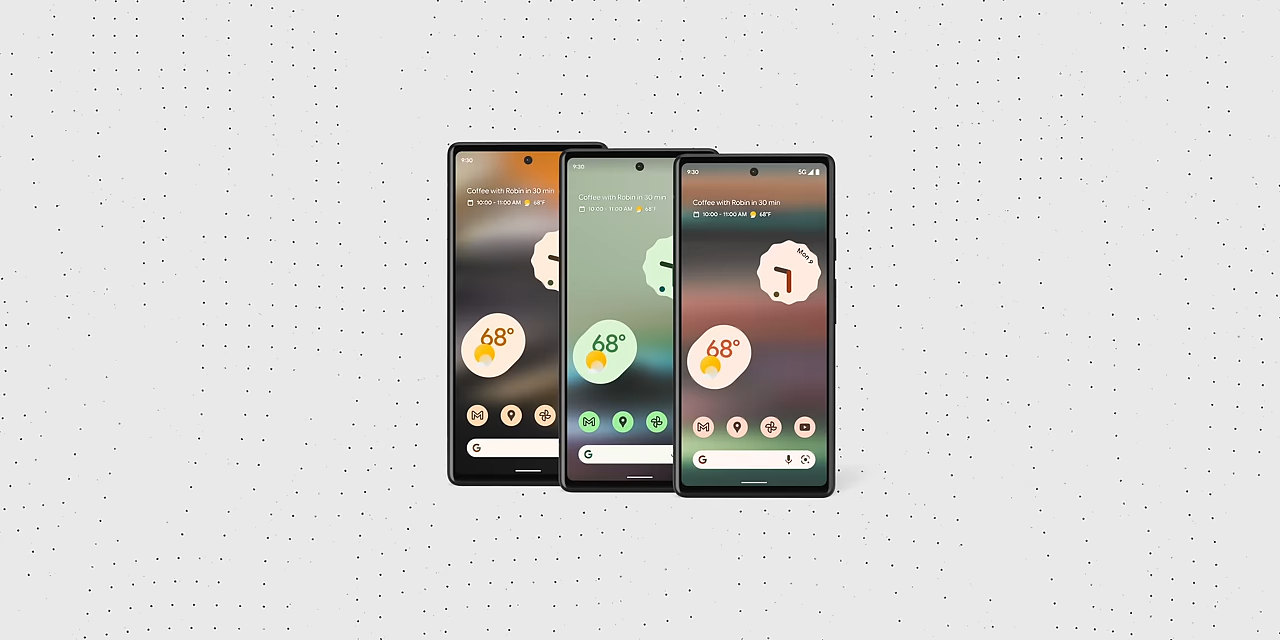 9:30
Coffee with Robin in 30 min
10:00 - 11:00 AM 68°F
68°
9:30
Coffee with Robin in 30 min
10:00 - 11:00 AM 68°F
68°
9:30 5G
Coffee with Robin in 30 min
10:00 - 11:00 AM 68°F
Mon 9
68°